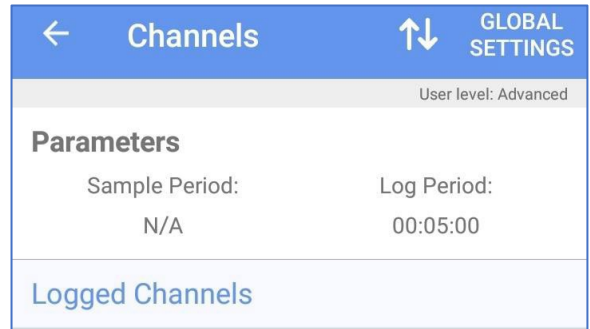 Channels
GLOBAL
SETTINGS
User level: Advanced
Parameters
Sample Period:
Log Period:
N/A
00:05:00
Logged Channels